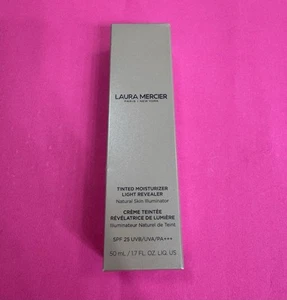 LAURA MERCIER
PARIS • NEW YORK
TINTED MOISTURIZER
LIGHT REVEALER
Natural Skin Illuminator
CRÈME TEINTÉE
RÉVÉLATRICE DE LUMIÈRE
Illuminateur Naturel de Teint
SPF 25 UVB/UVA/PA+++
50 mL / 1.7 FL. OZ. LIQ. US